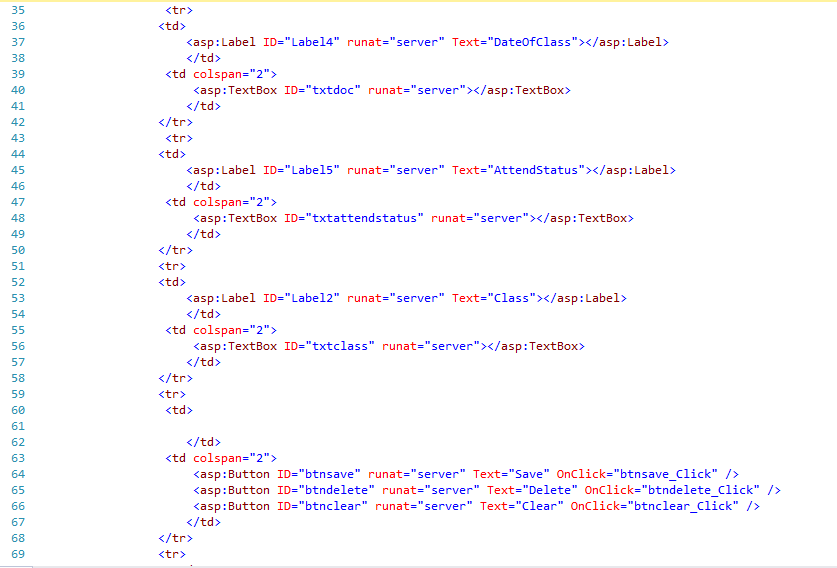 35 <tr>
36 <td>
37 <asp:Label ID="Label4" runat="server" Text="DateOfClass"></asp:Label>
38 </td>
39 <td colspan="2">
40 <asp:TextBox ID="txtdoc" runat="server"></asp:TextBox>
41 </td>
42 </tr>
43 <tr>
44 <td>
45 <asp:Label ID="Label5" runat="server" Text="AttendStatus"></asp:Label>
46 </td>
47 <td colspan="2">
48 <asp:TextBox ID="txtattendstatus" runat="server"></asp:TextBox>
49 </td>
50 </tr>
51 <tr>
52 <td>
53 <asp:Label ID="Label2" runat="server" Text="Class"></asp:Label>
54 </td>
55 <td colspan="2">
56 <asp:TextBox ID="txtclass" runat="server"></asp:TextBox>
57 </td>
58 </tr>
59 <tr>
60 <td>
61
62 </td>
63 <td colspan="2">
64 <asp:Button ID="btnsave" runat="server" Text="Save" OnClick="btnsave_Click" />
65 <asp:Button ID="btndelete" runat="server" Text="Delete" OnClick="btndelete_Click" />
66 <asp:Button ID="btnclear" runat="server" Text="Clear" OnClick="btnclear_Click" />
67 </td>
68 </tr>
69 <tr>